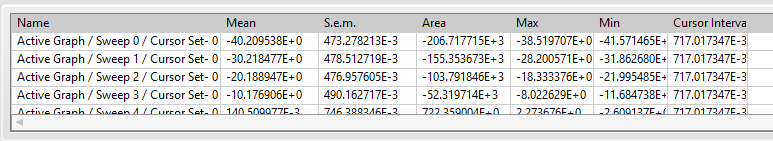 Name Mean S.e.m. Area Max Min Cursor Interva
Active Graph / Sweep 0 / Cursor Set- 0 -40.209538E+0 473.278213E-3 -206.717715E+3 -38.519707E+0 -41.571465E+ 717.017347E-3
Active Graph / Sweep 1 / Cursor Set- 0 -30.218477E+0 478.512719E-3 -155.353673E+3 -28.200571E+0 -31.862680E+ 717.017347E-3
Active Graph / Sweep 2 / Cursor Set- 0 -20.188947E+0 476.957605E-3 -103.791846E+3 -18.333376E+0 -21.995485E+ 717.017347E-3
Active Graph / Sweep 3 / Cursor Set- 0 -10.176906E+0 490.162717E-3 -52.319714E+3 -8.022629E+0 -11.684738E+ 717.017347E-3
Active Graph / Sweep 4 / Cursor Set- 0 140.509977E-3 746.388346E-3 722.359004E+0 2.273676E+0 -2.609137E+0 717.017347E-3